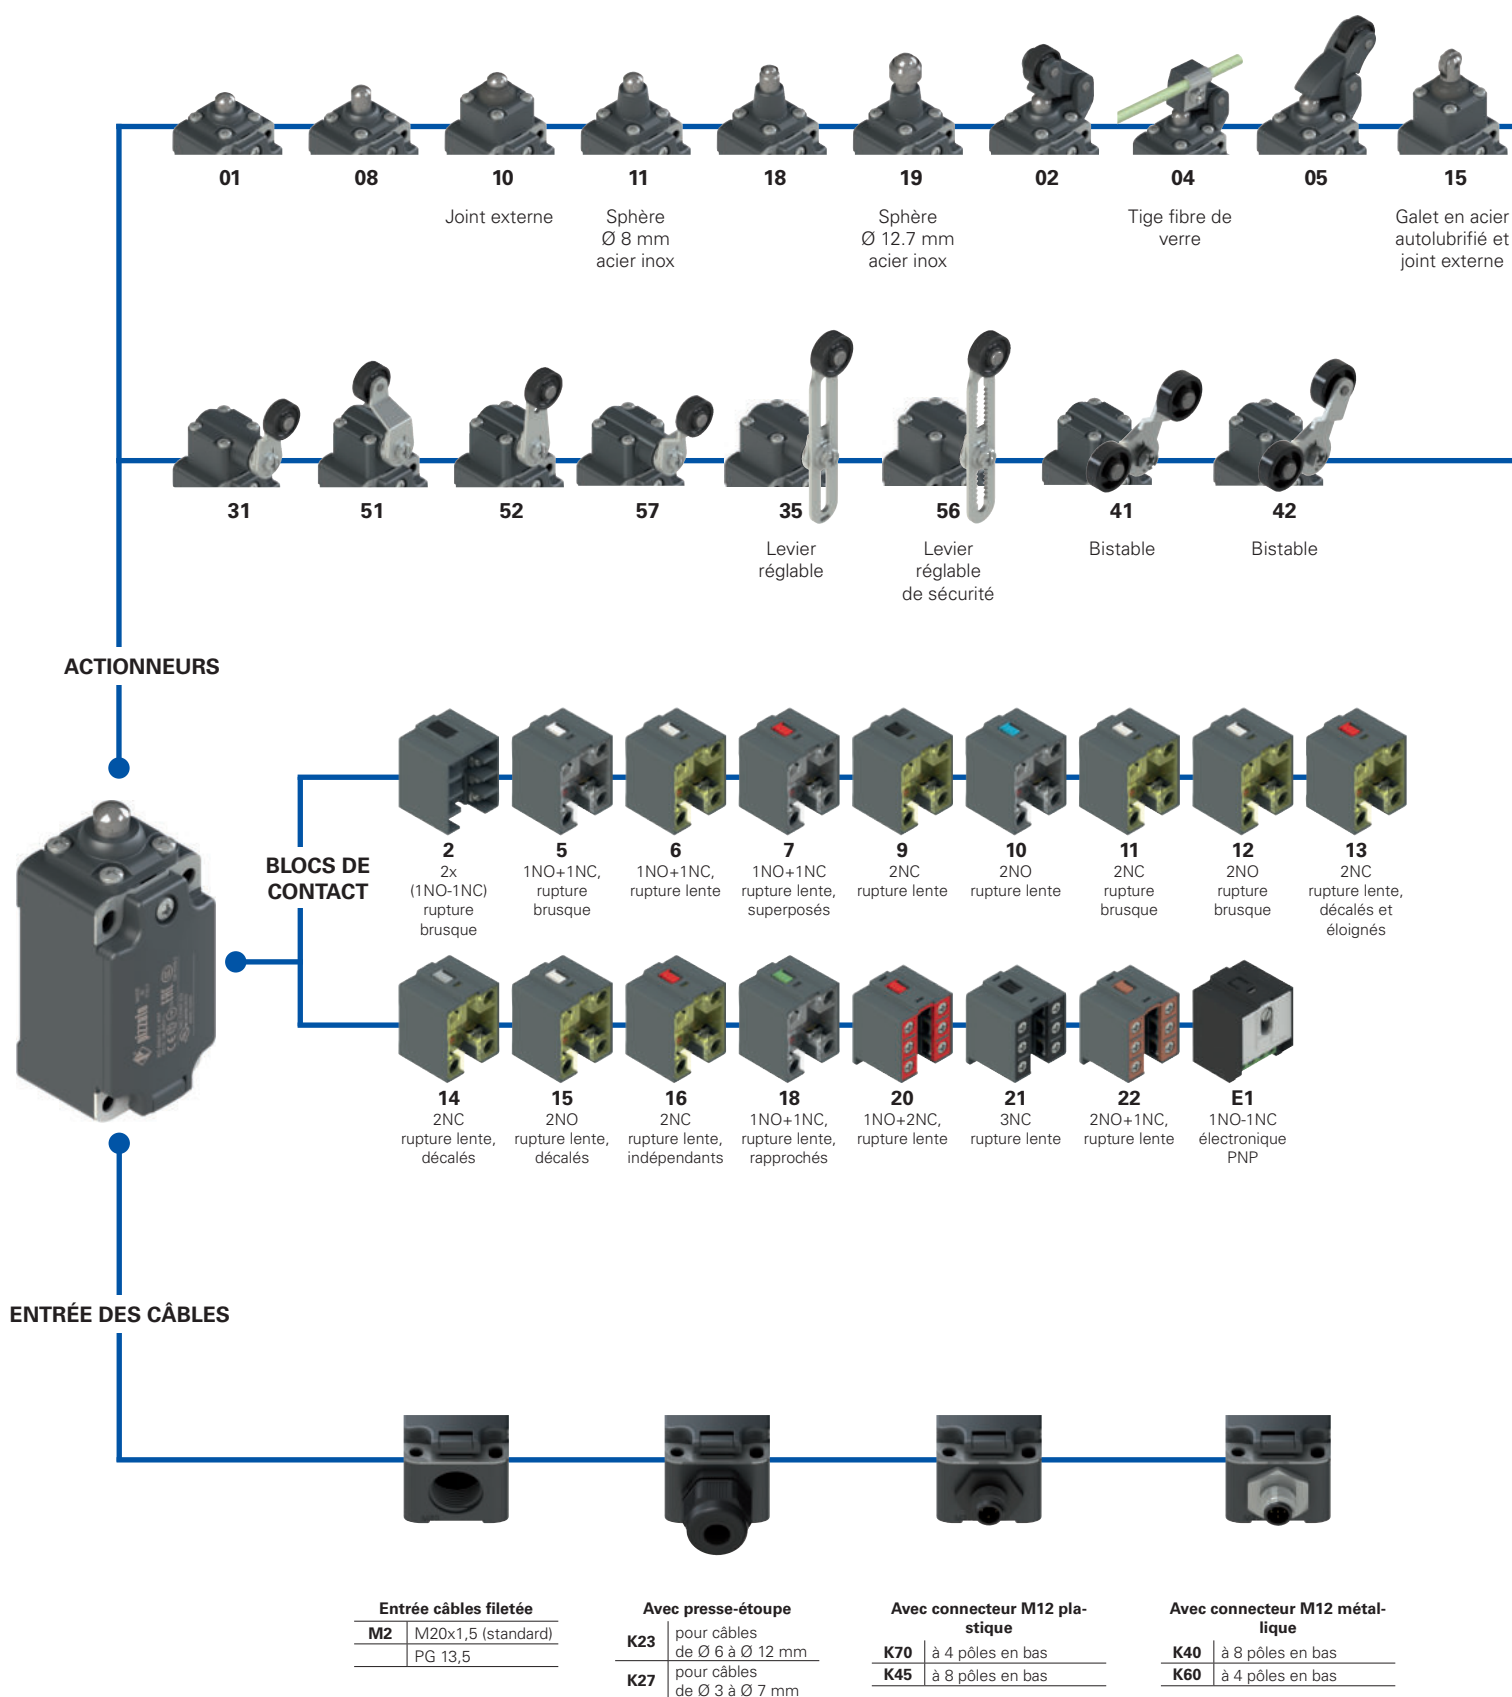 01 08 10 11 18 19 02 04 05 15
Joint externe
Sphère
Ø 8 mm
acier inox
Sphère
Ø 12.7 mm
acier inox
Tige fibre de
verre
Galet en acier
autolubrifié et
joint externe
31 51 52 57 35 56 41 42
Levier
réglable
Levier
réglable
de sécurité
Bistable
Bistable
ACTIONNEURS
BLOCS DE
CONTACT
2
2x
(1NO-1NC)
rupture
brusque
5
1NO+1NC,
rupture
brusque
6
1NO+1NC,
rupture lente
7
1NO+1NC
rupture lente,
superposés
9
2NC
rupture lente
10
2NO
rupture lente
11
2NC
rupture
brusque
12
2NO
rupture
brusque
13
2NC
rupture lente,
décalés et
éloignés
pizzato
14
2NC
rupture lente,
décalés
15
2NO
rupture lente,
décalés
16
2NC
rupture lente,
indépendants
18
1NO+1NC,
rupture lente,
rapprochés
20
1NO+2NC,
rupture lente
21
3NC
rupture lente
22
2NO+1NC,
rupture lente
E1
1NO-1NC
électronique
PNP
ENTRÉE DES CÂBLES
Entrée câbles filetée
M2 M20x1,5 (standard)
PG 13,5
Avec presse-étoupe
K23 pour câbles
de Ø 6 à Ø 12 mm
K27 pour câbles
de Ø 3 à Ø 7 mm
Avec connecteur M12 pla-
stique
K70 à 4 pôles en bas
K45 à 8 pôles en bas
Avec connecteur M12 métal-
lique
K40 à 8 pôles en bas
K60 à 4 pôles en bas